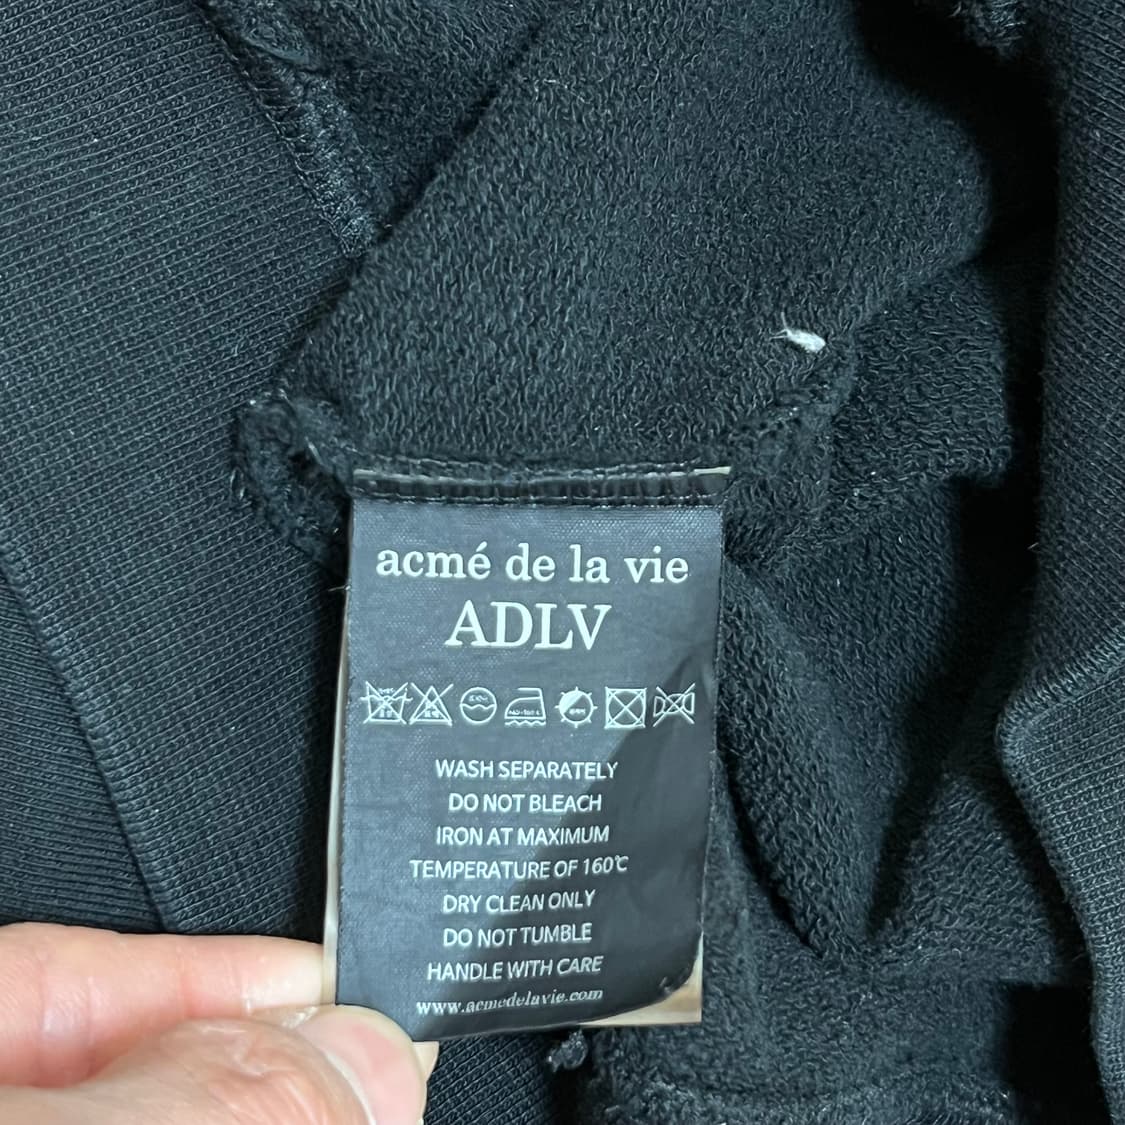 acmé de la vie
ADLV
WASH SEPARATELY
DO NOT BLEACH
IRON AT MAXIMUM
TEMPERATURE OF 160℃
DRY CLEAN ONLY
DO NOT TUMBLE
HANDLE WITH CARE
www.acmedelavie.com